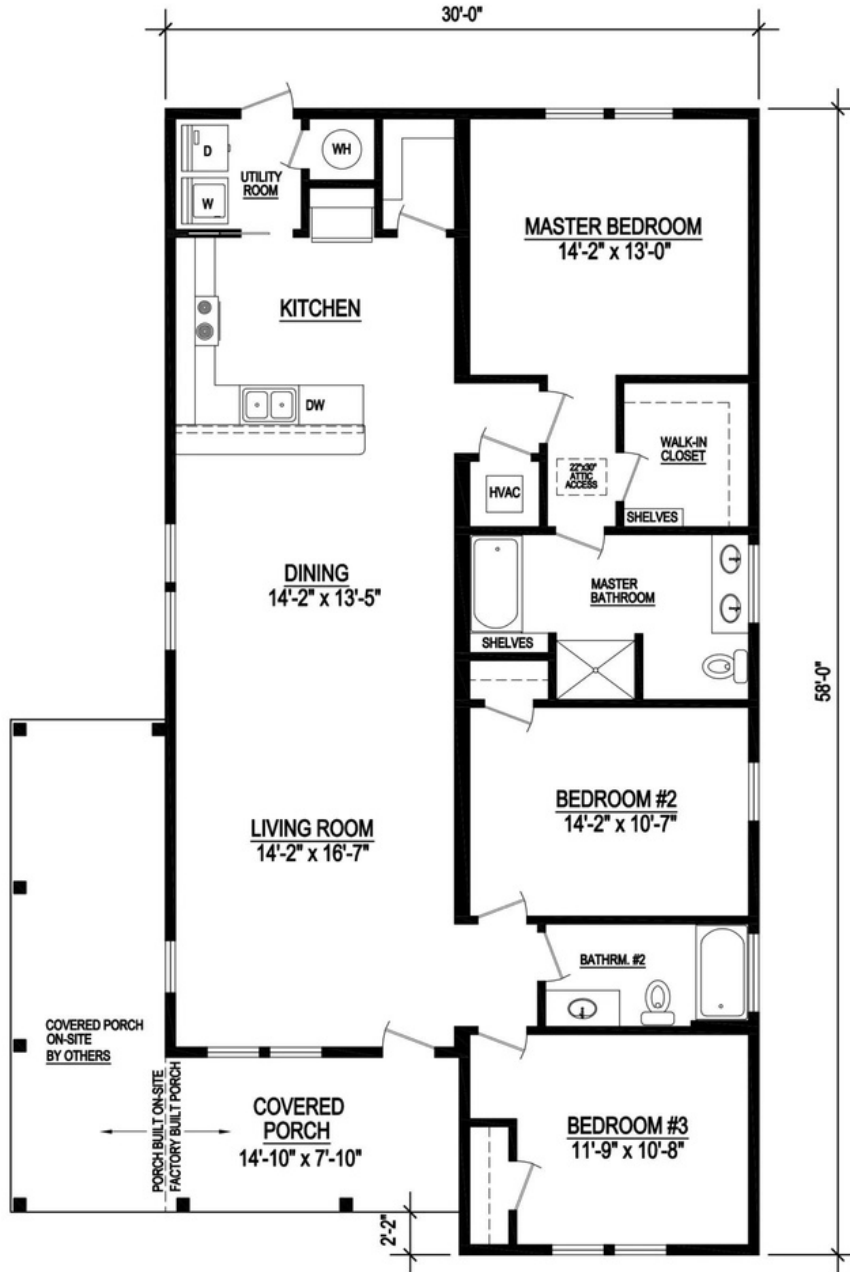 30'-0"
D
W
UTILITY
ROOM
WH
MASTER BEDROOM
14'-2" x 13'-0"
KITCHEN
DW
WALK-IN
CLOSET
22"x30"
ATTIC
ACCESS
HVAC
SHELVES
DINING
14'-2" x 13'-5"
MASTER
BATHROOM
SHELVES
58'-0"
BEDROOM #2
14'-2" x 10'-7"
LIVING ROOM
14'-2" x 16'-7"
BATHRM. #2
COVERED PORCH
ON-SITE
BY OTHERS
PORCH BUILT ON-SITE
FACTORY BUILT PORCH
COVERED
PORCH
14'-10" x 7'-10"
BEDROOM #3
11'-9" x 10'-8"
2'-2"